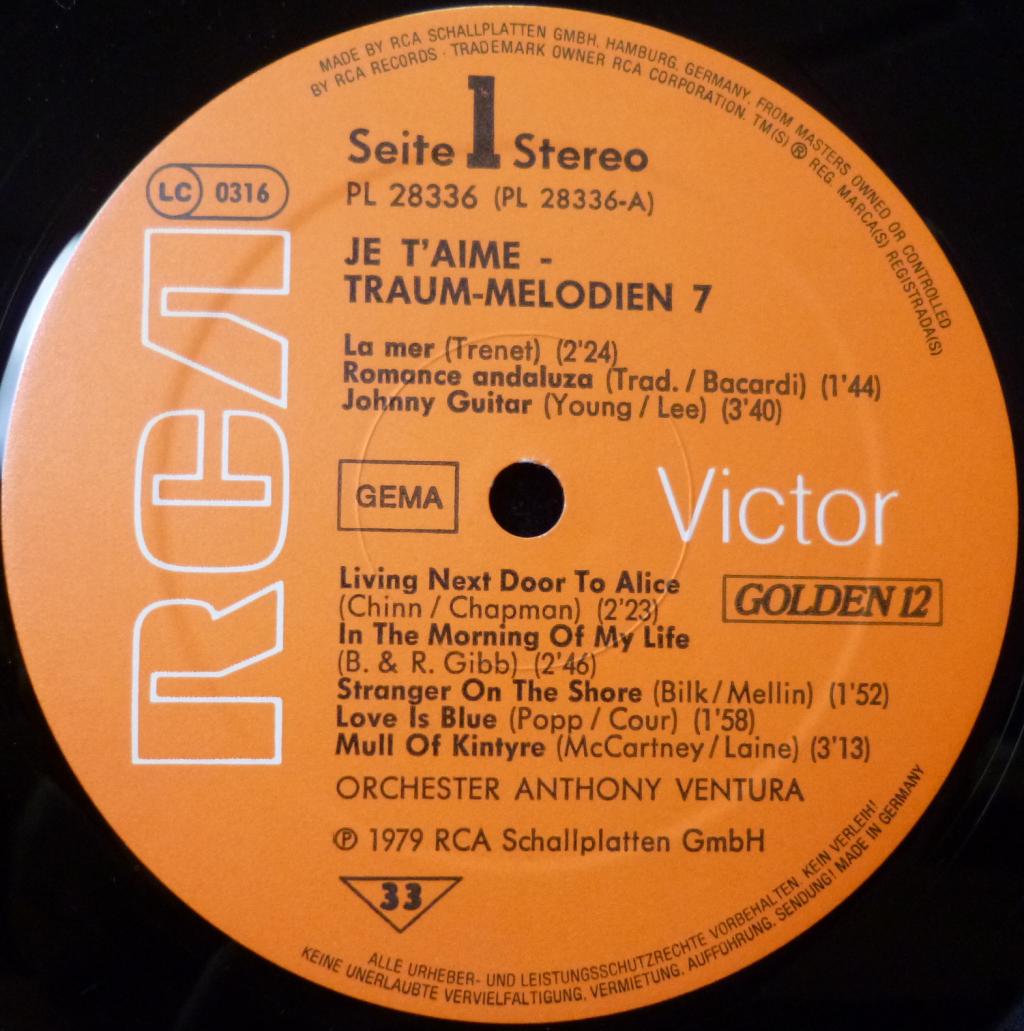 MADE BY RCA SCHALLPLATTEN GMBH, HAMBURG, GERMANY, FROM MASTERS OWNED OR CONTROLLED
BY RCA RECORDS · TRADEMARK OWNER RCA CORPORATION. TM(S) ® REG. MARCA(S) REGISTRADA(S)
Seite 1 Stereo
LC 0316
PL 28336 (PL 28336-A)
JE T'AIME -
TRAUM-MELODIEN 7
La mer (Trenet) (2'24)
Romance andaluza (Trad. / Bacardi) (1'44)
Johnny Guitar (Young / Lee) (3'40)
RCA
GEMA
Victor
GOLDEN 12
Living Next Door To Alice
(Chinn / Chapman) (2'23)
In The Morning Of My Life
(B. & R. Gibb) (2'46)
Stranger On The Shore (Bilk / Mellin) (1'52)
Love Is Blue (Popp / Cour) (1'58)
Mull Of Kintyre (McCartney / Laine) (3'13)
ORCHESTER ANTHONY VENTURA
℗ 1979 RCA Schallplatten GmbH
33
ALLE URHEBER- UND LEISTUNGSSCHUTZRECHTE VORBEHALTEN. KEIN VERLEIH!
KEINE UNERLAUBTE VERVIELFÄLTIGUNG, VERMIETUNG, AUFFÜHRUNG, SENDUNG! MADE IN GERMANY